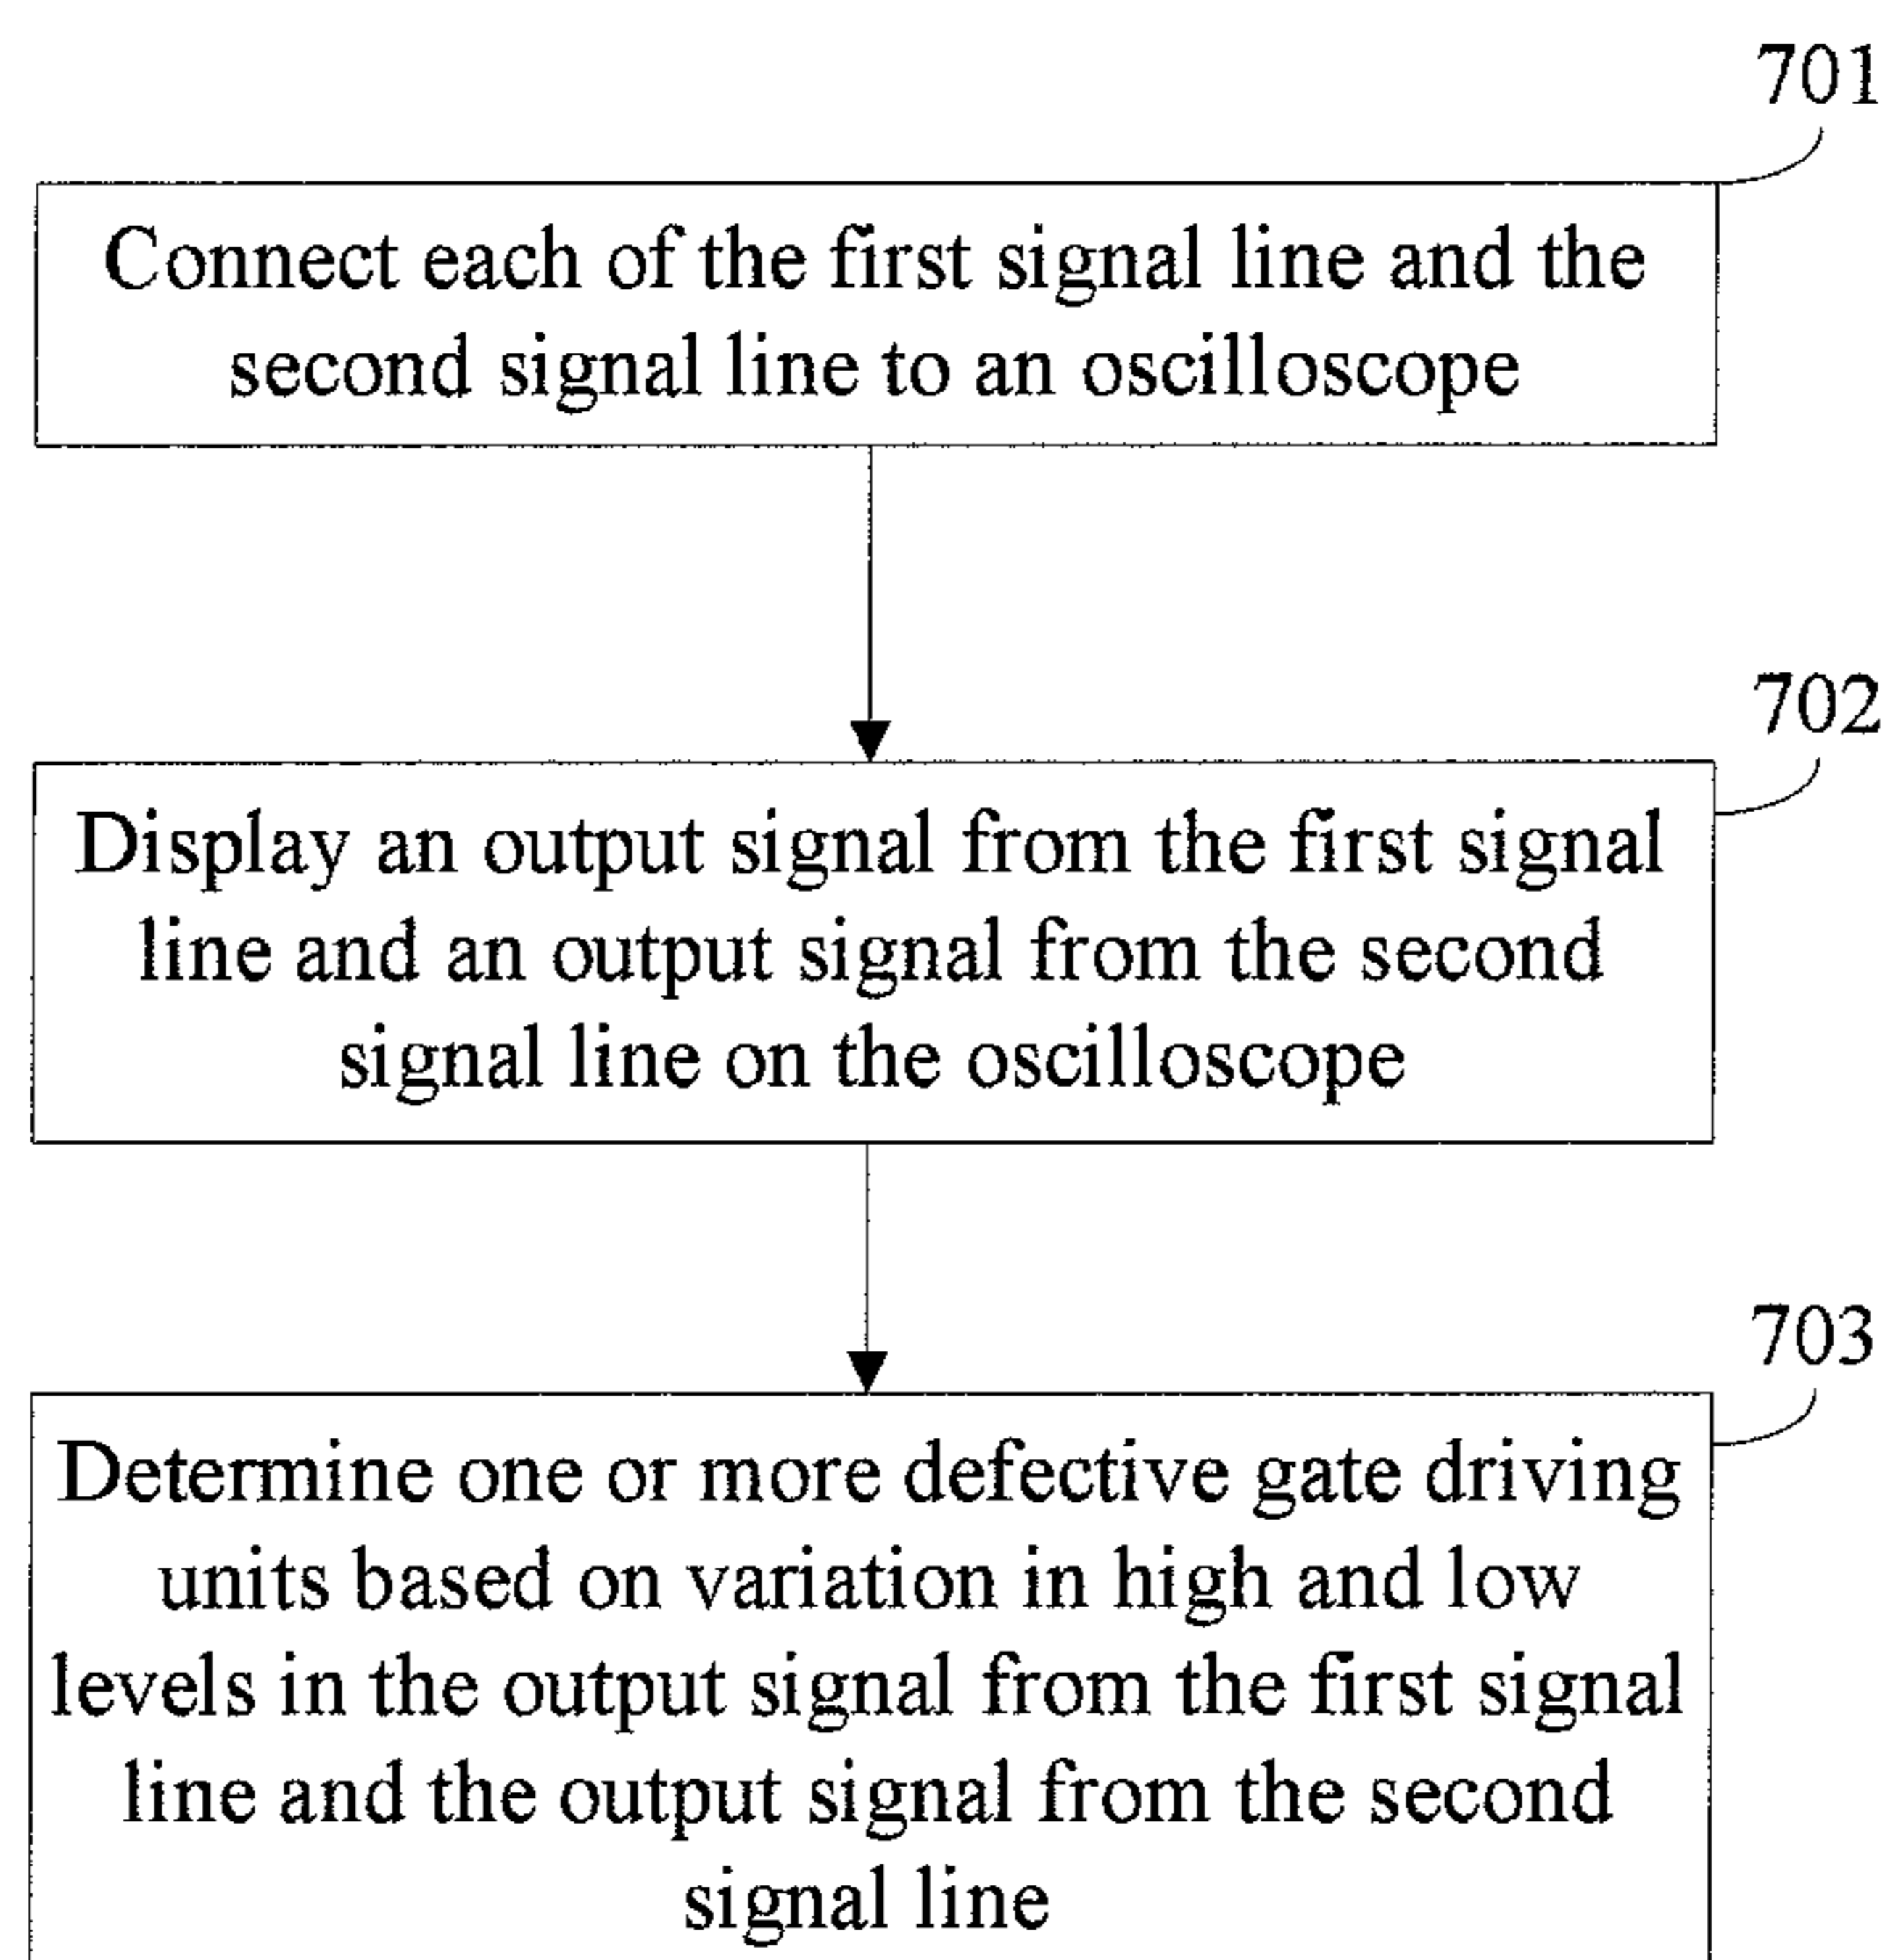 701
Connect each of the first signal line and the
second signal line to an oscilloscope
702
Display an output signal from the first signal
line and an output signal from the second
signal line on the oscilloscope
703
Determine one or more defective gate driving
units based on variation in high and low
levels in the output signal from the first signal
line and the output signal from the second
signal line